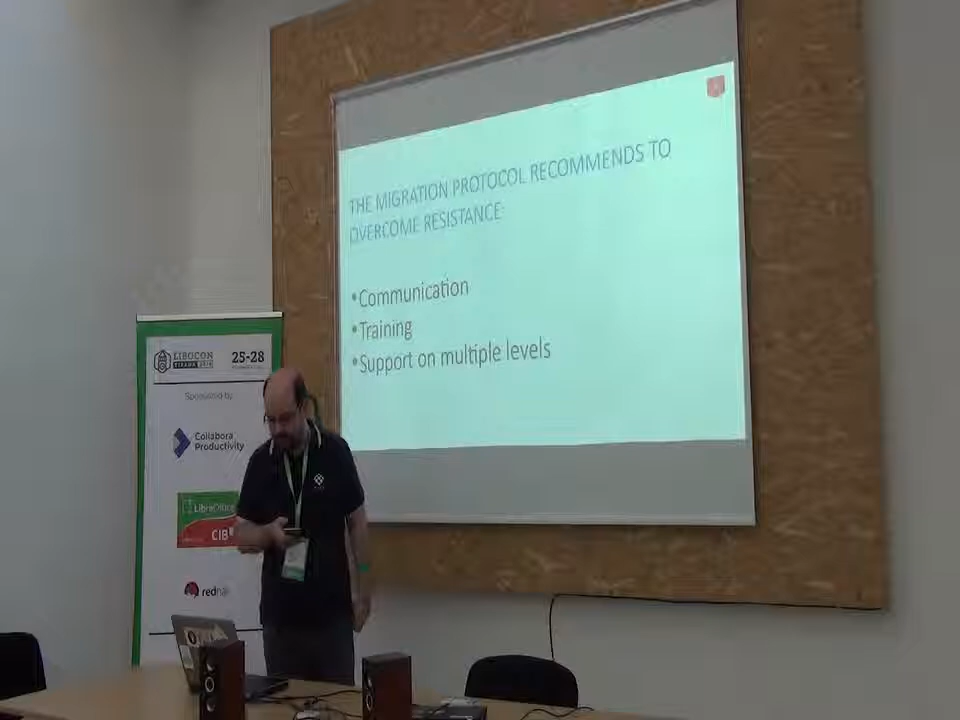 THE MIGRATION PROTOCOL RECOMMENDS TO
OVERCOME RESISTANCE:
•Communication
•Training
•Support on multiple levels
LIBOCON
TIRANA 2018
25-28
Sponsored by
Collabora
Productivity
LibreOffice
CIB
redhat